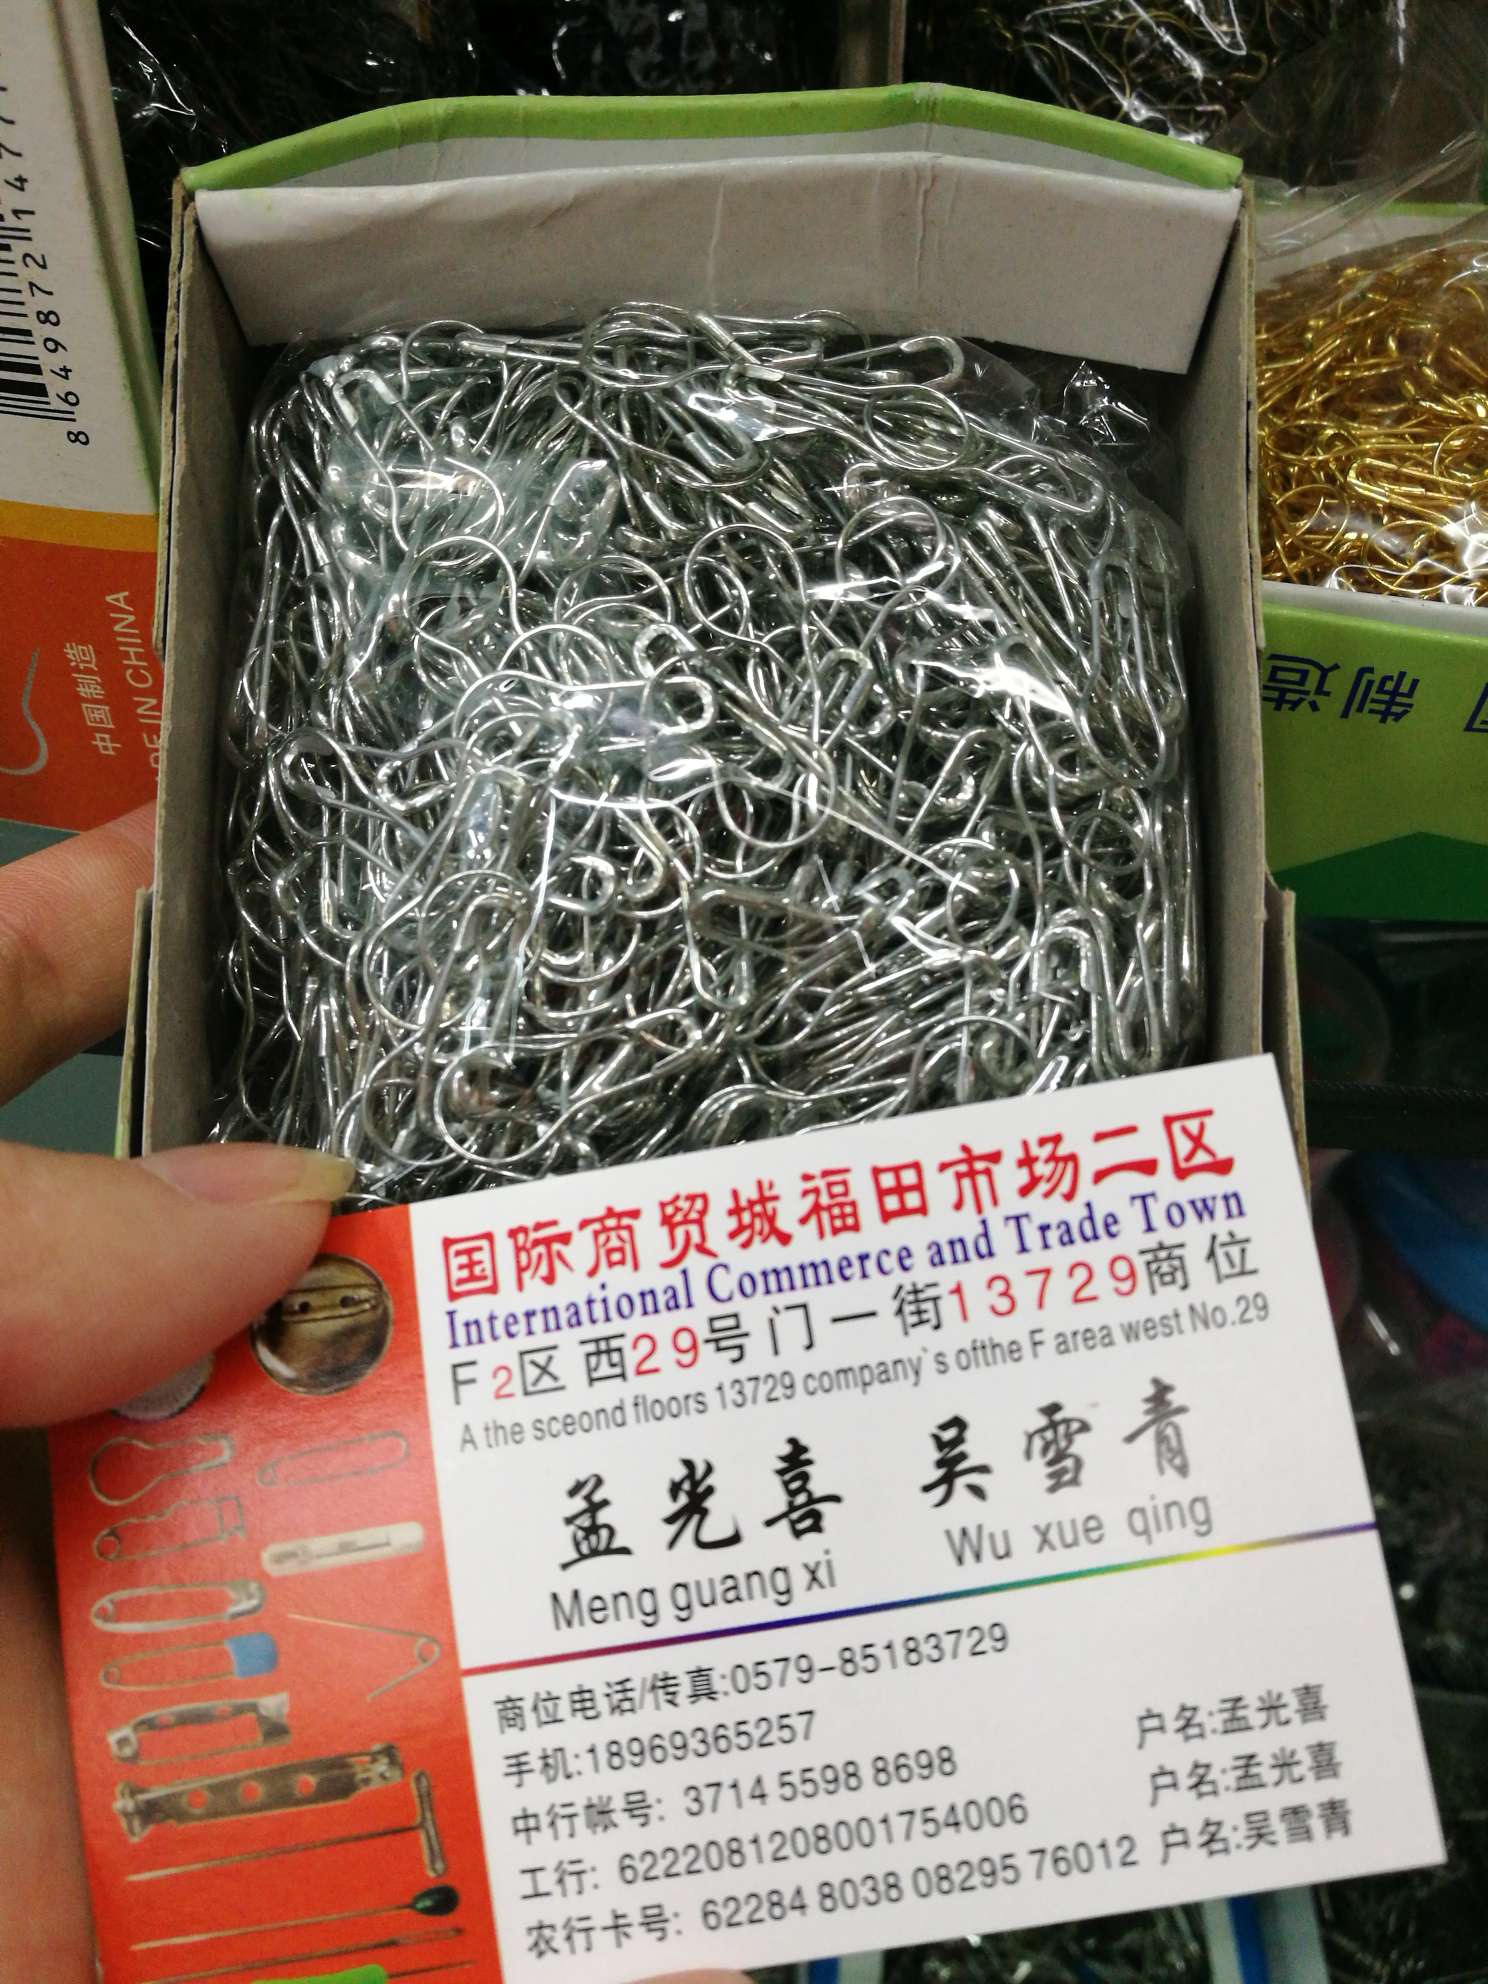 8649872147
中国制造
制造
国际商贸城福田市场二区
International Commerce and Trade Town
F2区 西29号门一街13729商位
A the sceond floors 13729 company`s ofthe F area west No.29
孟光喜 吴雪青
Meng guang xi Wu xue qing
商位电话/传真:0579-85183729
手机:18969365257
中行帐号: 3714 5598 8698 户名:孟光喜
工行: 6222081208001754006 户名:孟光喜
农行卡号: 62284 8038 08295 76012 户名:吴雪青